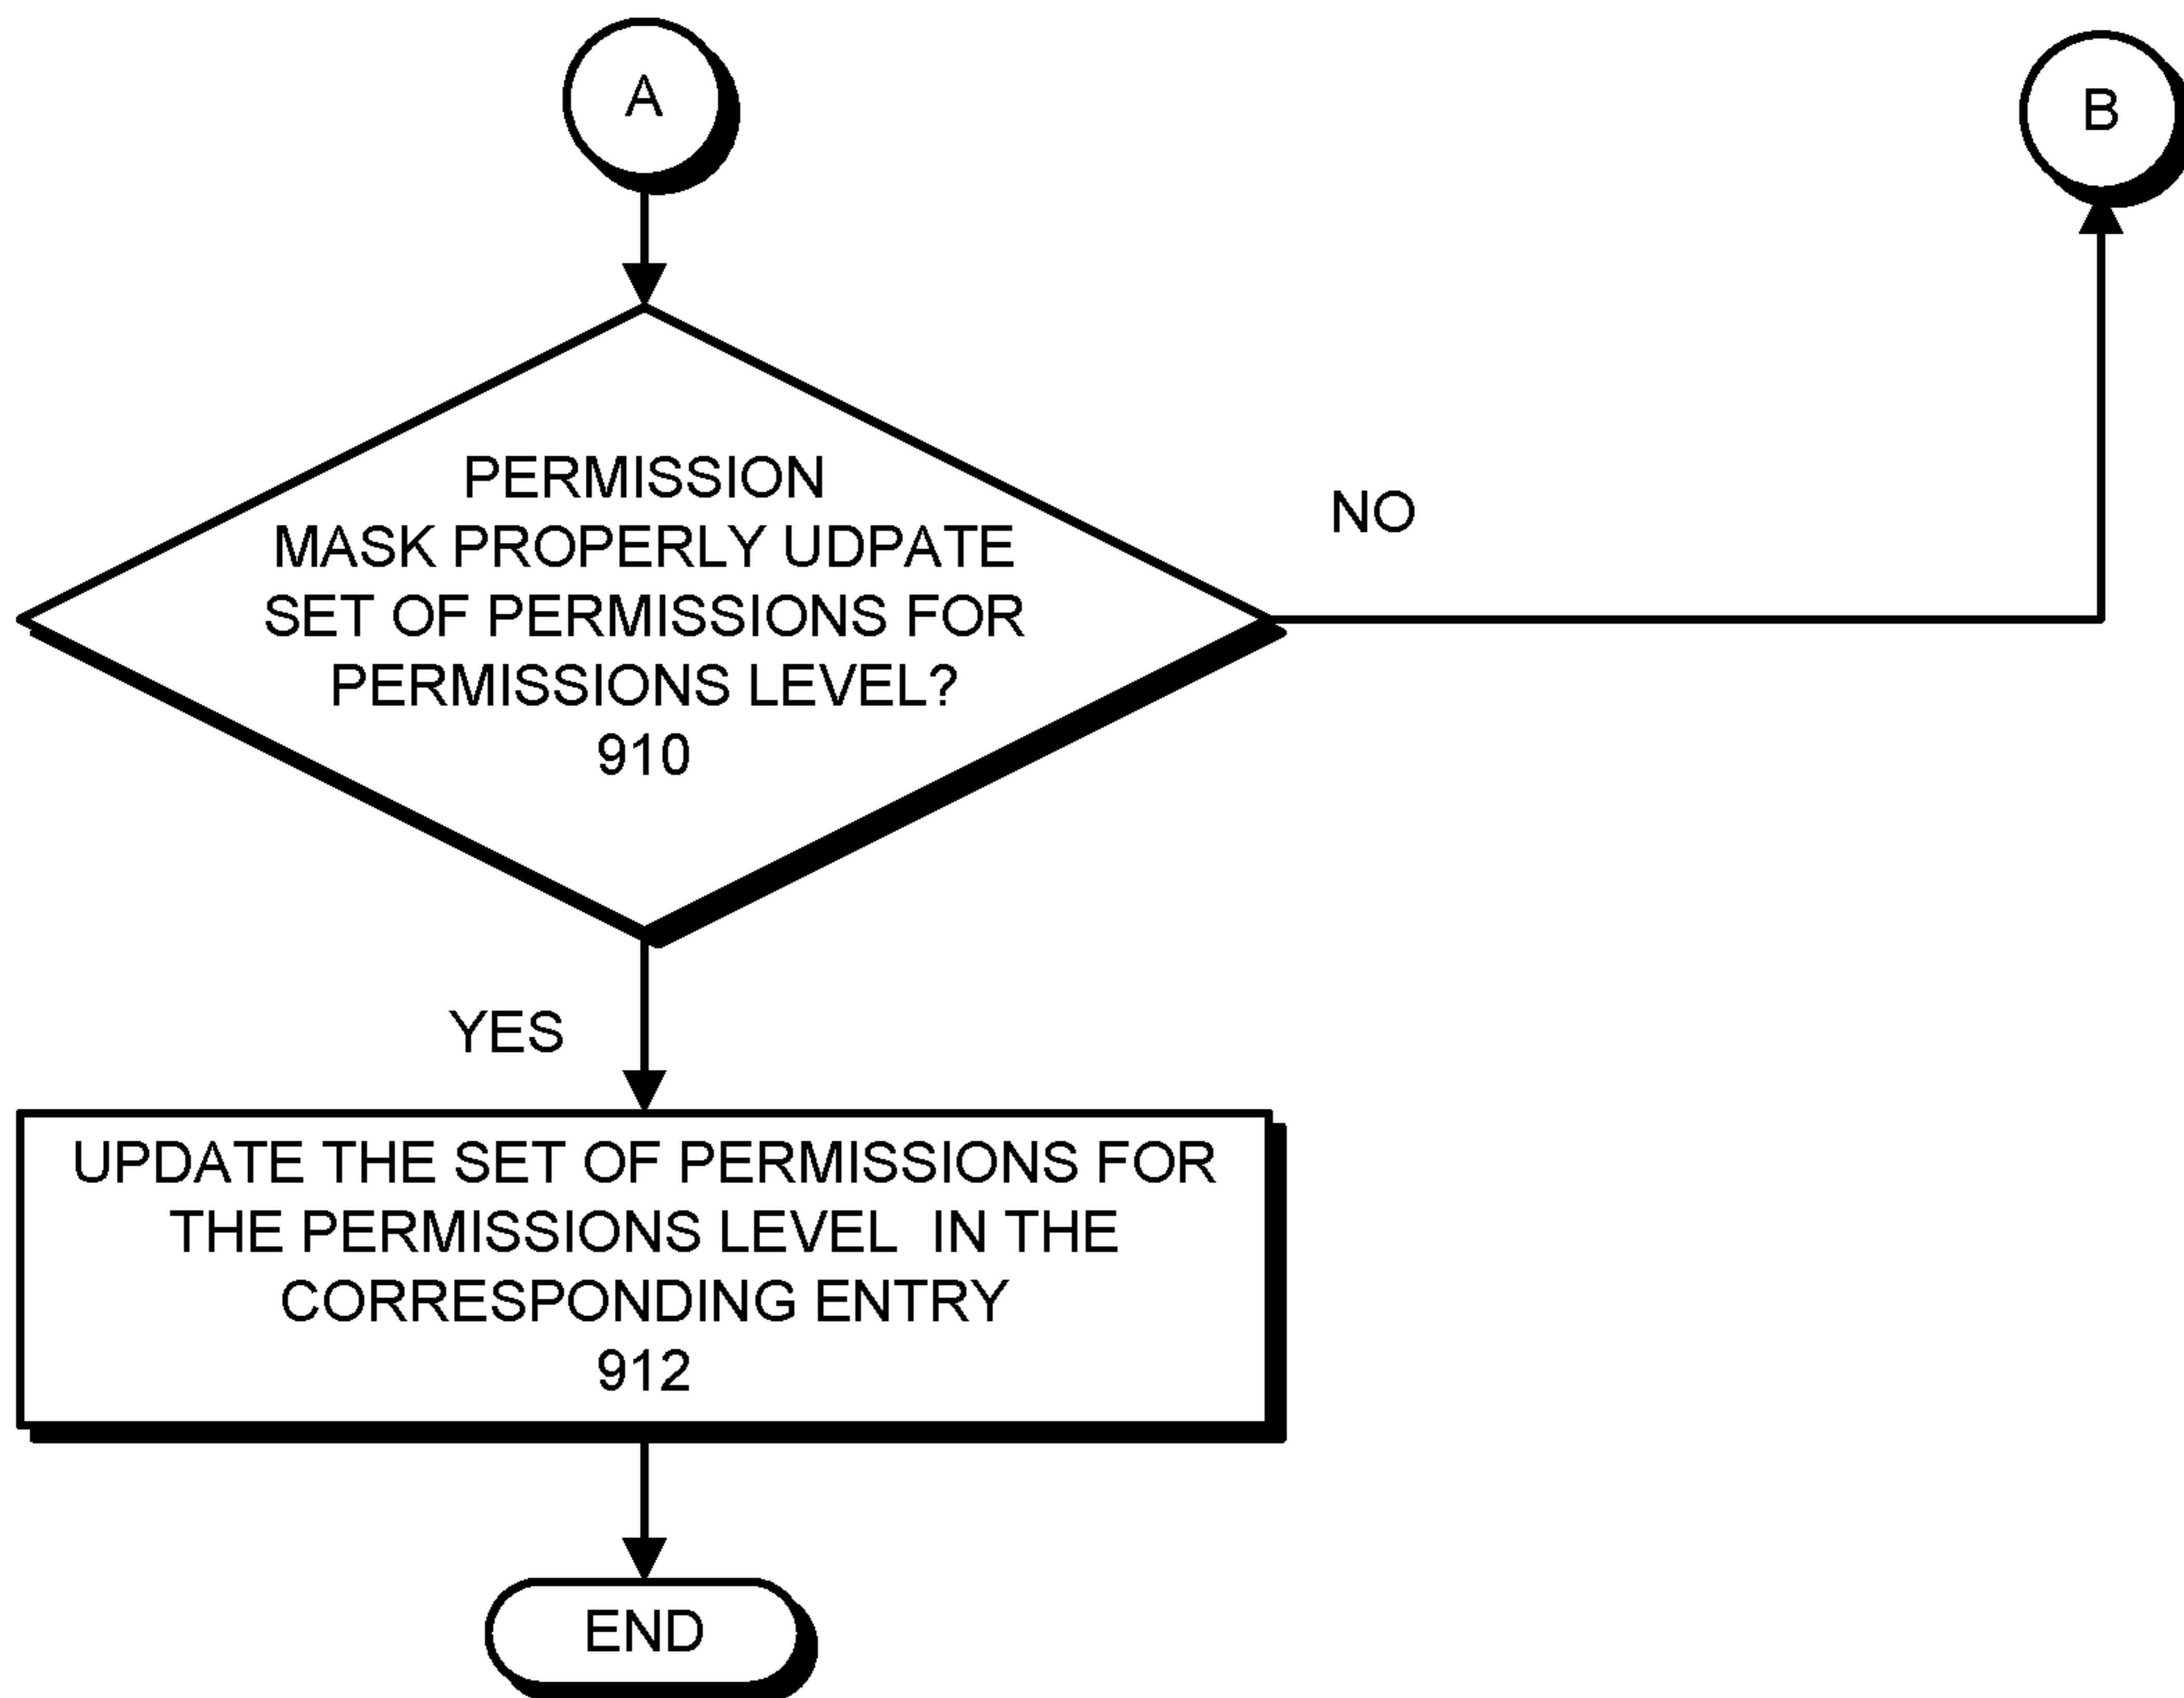 A
B
PERMISSION
MASK PROPERLY UDPATE
SET OF PERMISSIONS FOR
PERMISSIONS LEVEL?
910
NO
YES
UPDATE THE SET OF PERMISSIONS FOR
THE PERMISSIONS LEVEL IN THE
CORRESPONDING ENTRY
912
END